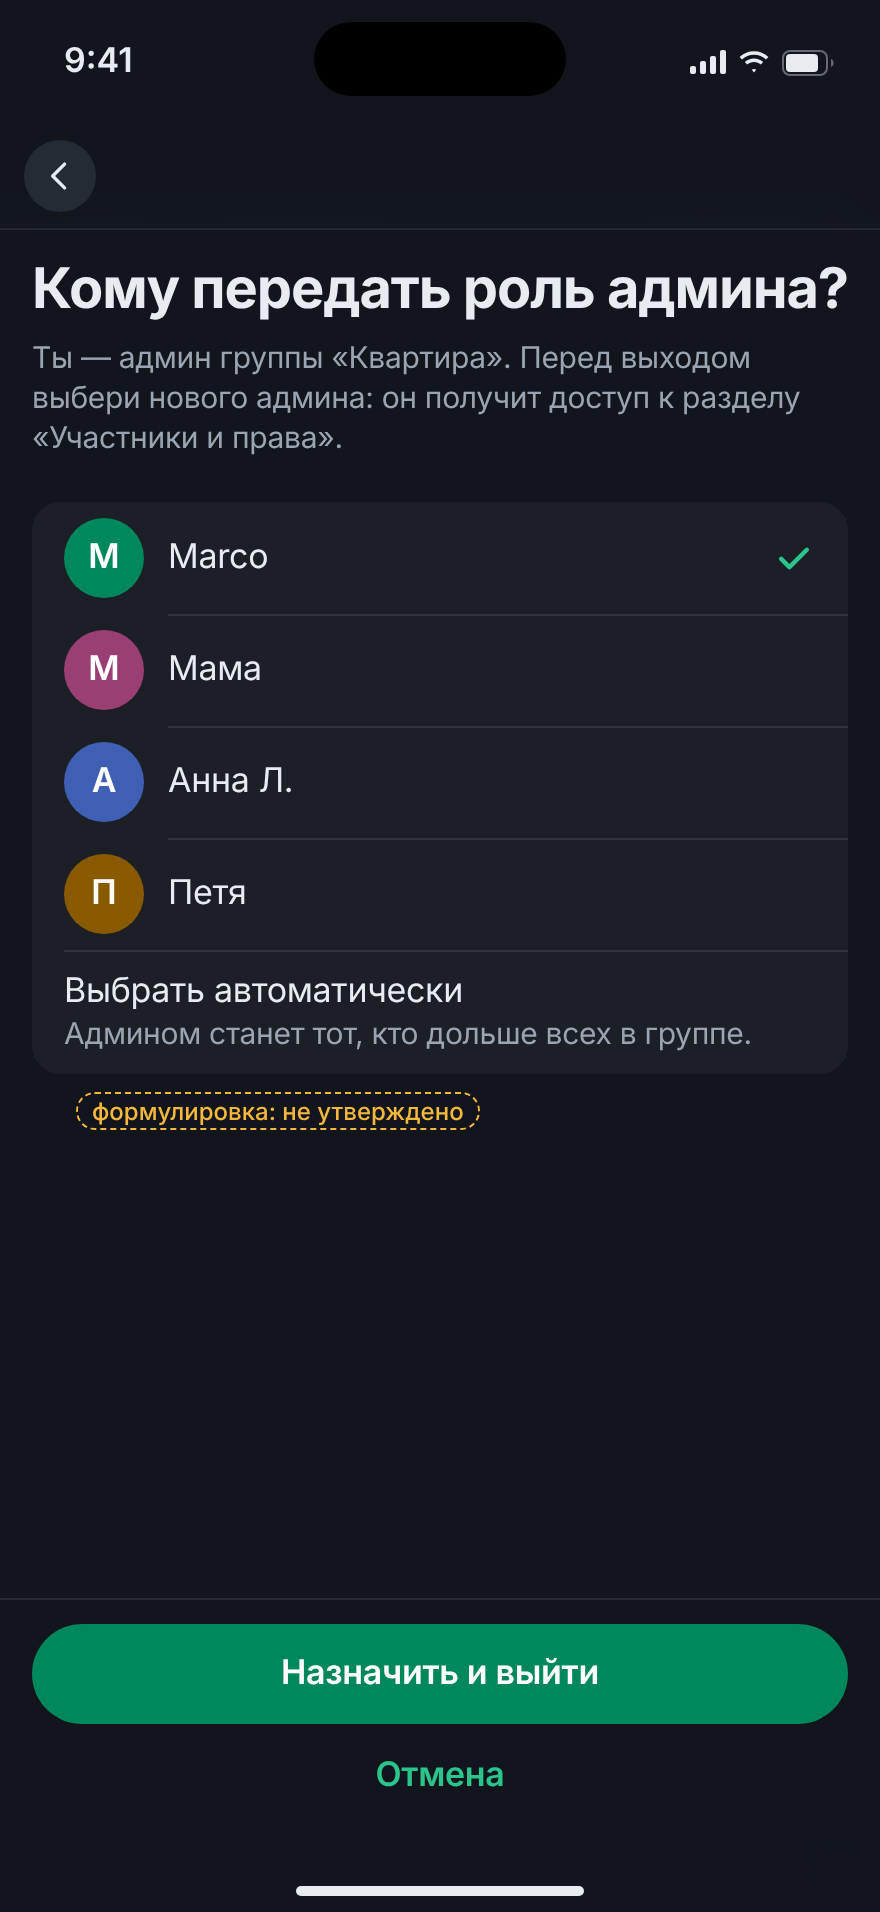 9:41
Кому передать роль админа?
Ты — админ группы «Квартира». Перед выходом
выбери нового админа: он получит доступ к разделу
«Участники и права».
M Marco
М Мама
А Анна Л.
П Петя
Выбрать автоматически
Админом станет тот, кто дольше всех в группе.
формулировка: не утверждено
Назначить и выйти
Отмена